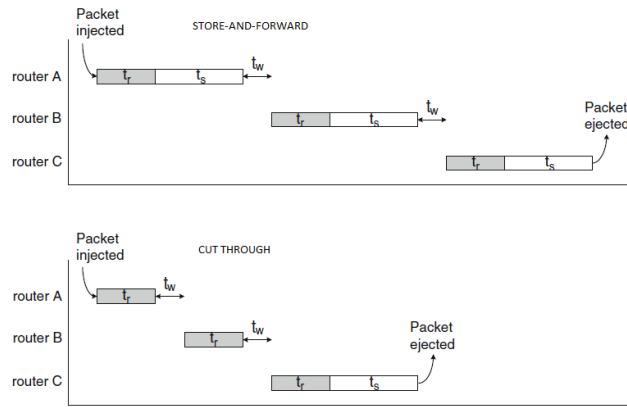 STORE-AND-FORWARD
Packet
injected
router A
tr
ts
tw
router B
tr
ts
tw
Packet
ejected
router C
tr
ts
CUT THROUGH
Packet
injected
router A
tr
tw
router B
tr
tw
Packet
ejected
router C
tr
ts